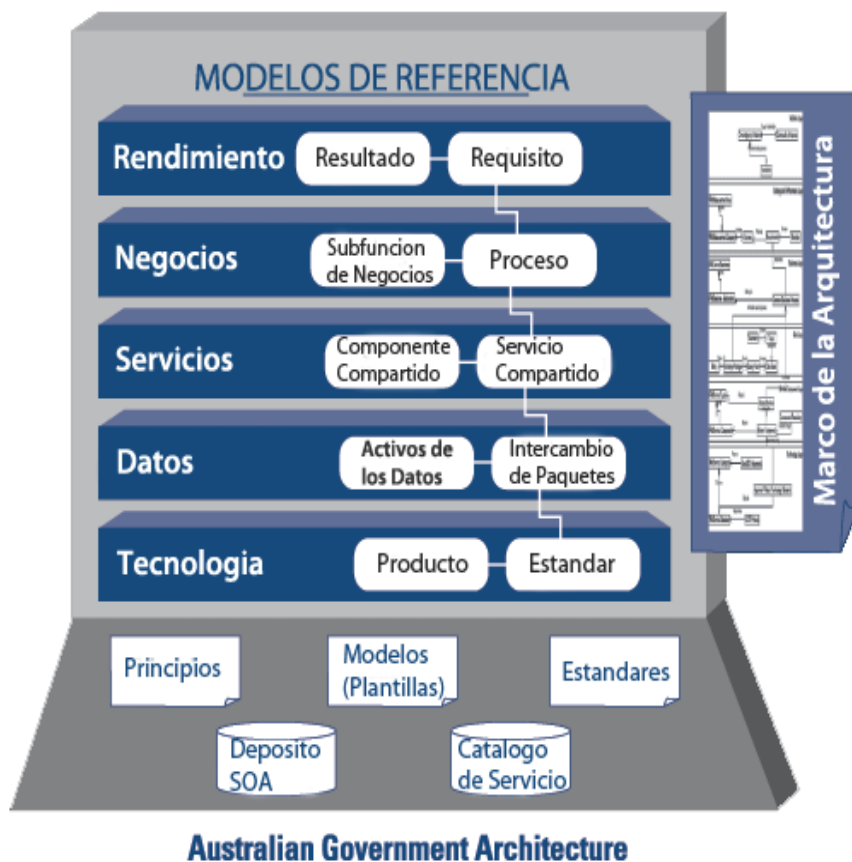 MODELOS DE REFERENCIA
Rendimiento
Resultado
Requisito
Negocios
Subfuncion
de Negocios
Proceso
Servicios
Componente
Compartido
Servicio
Compartido
Datos
Activos de
los Datos
Intercambio
de Paquetes
Tecnologia
Producto
Estandar
Marco de la Arquitectura
Principios
Modelos
(Plantillas)
Estandares
Deposito
SOA
Catalogo
de Servicio
Australian Government Architecture